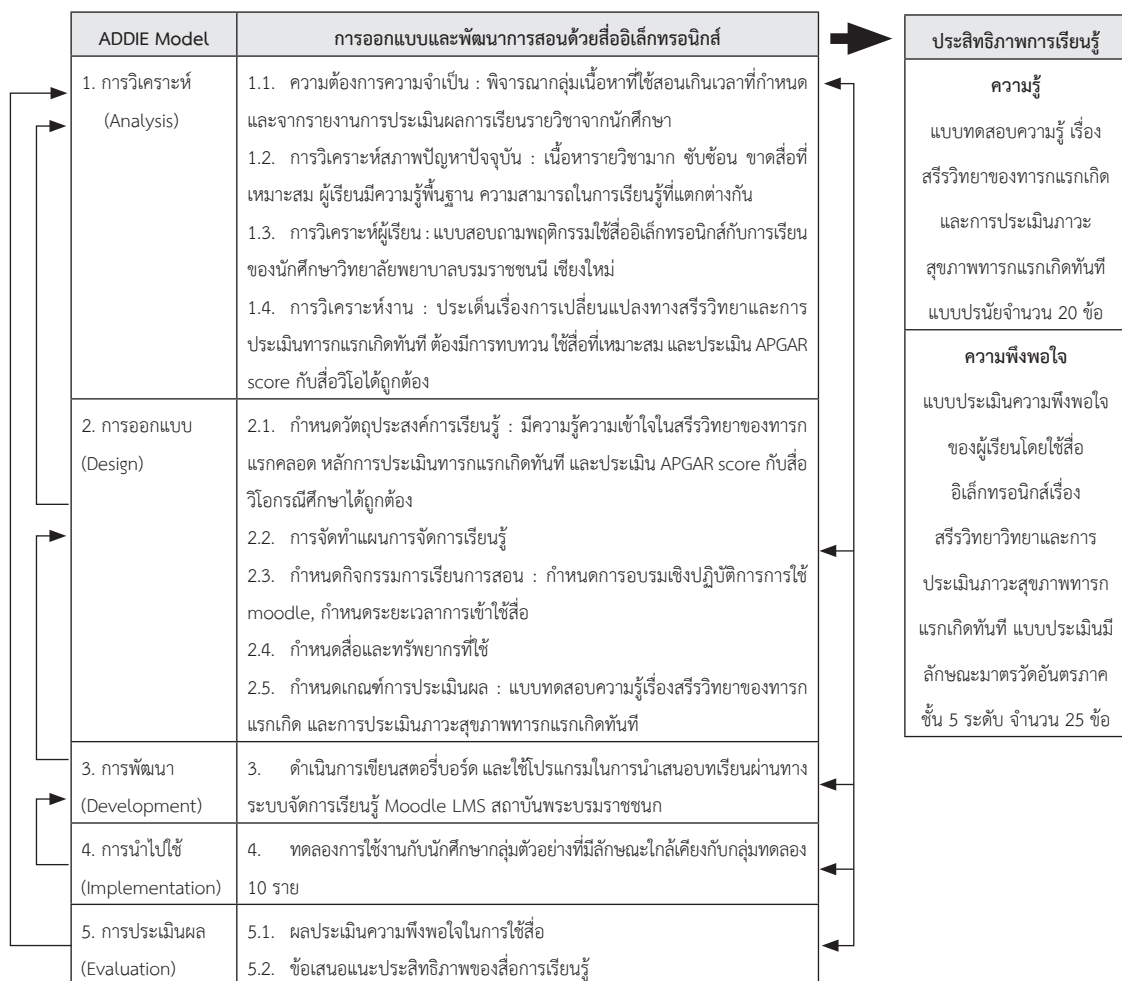 ADDIE Model
การออกแบบและพัฒนาการสอนด้วยสื่ออิเล็กทรอนิกส์
1. การวิเคราะห์
(Analysis)
1.1. ความต้องการความจำเป็น : พิจารณากลุ่มเนื้อหาที่ใช้สอนเกินเวลาที่กำหนด
และจากรายงานการประเมินผลการเรียนรายวิชาจากนักศึกษา
1.2. การวิเคราะห์สภาพปัญหาปัจจุบัน : เนื้อหารายวิชามาก ซับซ้อน ขาดสื่อที่
เหมาะสม ผู้เรียนมีความรู้พื้นฐาน ความสามารถในการเรียนรู้ที่แตกต่างกัน
1.3. การวิเคราะห์ผู้เรียน : แบบสอบถามพฤติกรรมใช้สื่ออิเล็กทรอนิกส์กับการเรียน
ของนักศึกษาวิทยาลัยพยาบาลบรมราชชนนี เชียงใหม่
1.4. การวิเคราะห์งาน : ประเด็นเรื่องการเปลี่ยนแปลงทางสรีรวิทยาและการ
ประเมินทารกแรกเกิดทันที ต้องมีการทบทวน ใช้สื่อที่เหมาะสม และประเมิน APGAR
score กับสื่อวิโอได้ถูกต้อง
2. การออกแบบ
(Design)
2.1. กำหนดวัตถุประสงค์การเรียนรู้ : มีความรู้ความเข้าใจในสรีรวิทยาของทารก
แรกคลอด หลักการประเมินทารกแรกเกิดทันที และประเมิน APGAR score กับสื่อ
วิโอกรณีศึกษาได้ถูกต้อง
2.2. การจัดทำแผนการจัดการเรียนรู้
2.3. กำหนดกิจกรรมการเรียนการสอน : กำหนดการอบรมเชิงปฏิบัติการการใช้
moodle, กำหนดระยะเวลาการเข้าใช้สื่อ
2.4. กำหนดสื่อและทรัพยากรที่ใช้
2.5. กำหนดเกณฑ์การประเมินผล : แบบทดสอบความรู้เรื่องสรีรวิทยาของทารก
แรกเกิด และการประเมินภาวะสุขภาพทารกแรกเกิดทันที
3. การพัฒนา
(Development)
3. ดำเนินการเขียนสตอรี่บอร์ด และใช้โปรแกรมในการนำเสนอบทเรียนผ่านทาง
ระบบจัดการเรียนรู้ Moodle LMS สถาบันพระบรมราชชนก
4. การนำไปใช้
(Implementation)
4. ทดลองการใช้งานกับนักศึกษากลุ่มตัวอย่างที่มีลักษณะใกล้เคียงกับกลุ่มทดลอง
10 ราย
5. การประเมินผล
(Evaluation)
5.1. ผลประเมินความพึงพอใจในการใช้สื่อ
5.2. ข้อเสนอแนะประสิทธิภาพของสื่อการเรียนรู้
ประสิทธิภาพการเรียนรู้
ความรู้
แบบทดสอบความรู้ เรื่อง
สรีรวิทยาของทารกแรกเกิด
และการประเมินภาวะ
สุขภาพทารกแรกเกิดทันที
แบบปรนัยจำนวน 20 ข้อ
ความพึงพอใจ
แบบประเมินความพึงพอใจ
ของผู้เรียนโดยใช้สื่อ
อิเล็กทรอนิกส์เรื่อง
สรีรวิทยาวิทยาและการ
ประเมินภาวะสุขภาพทารก
แรกเกิดทันที แบบประเมินมี
ลักษณะมาตรวัดอันตรภาค
ชั้น 5 ระดับ จำนวน 25 ข้อ